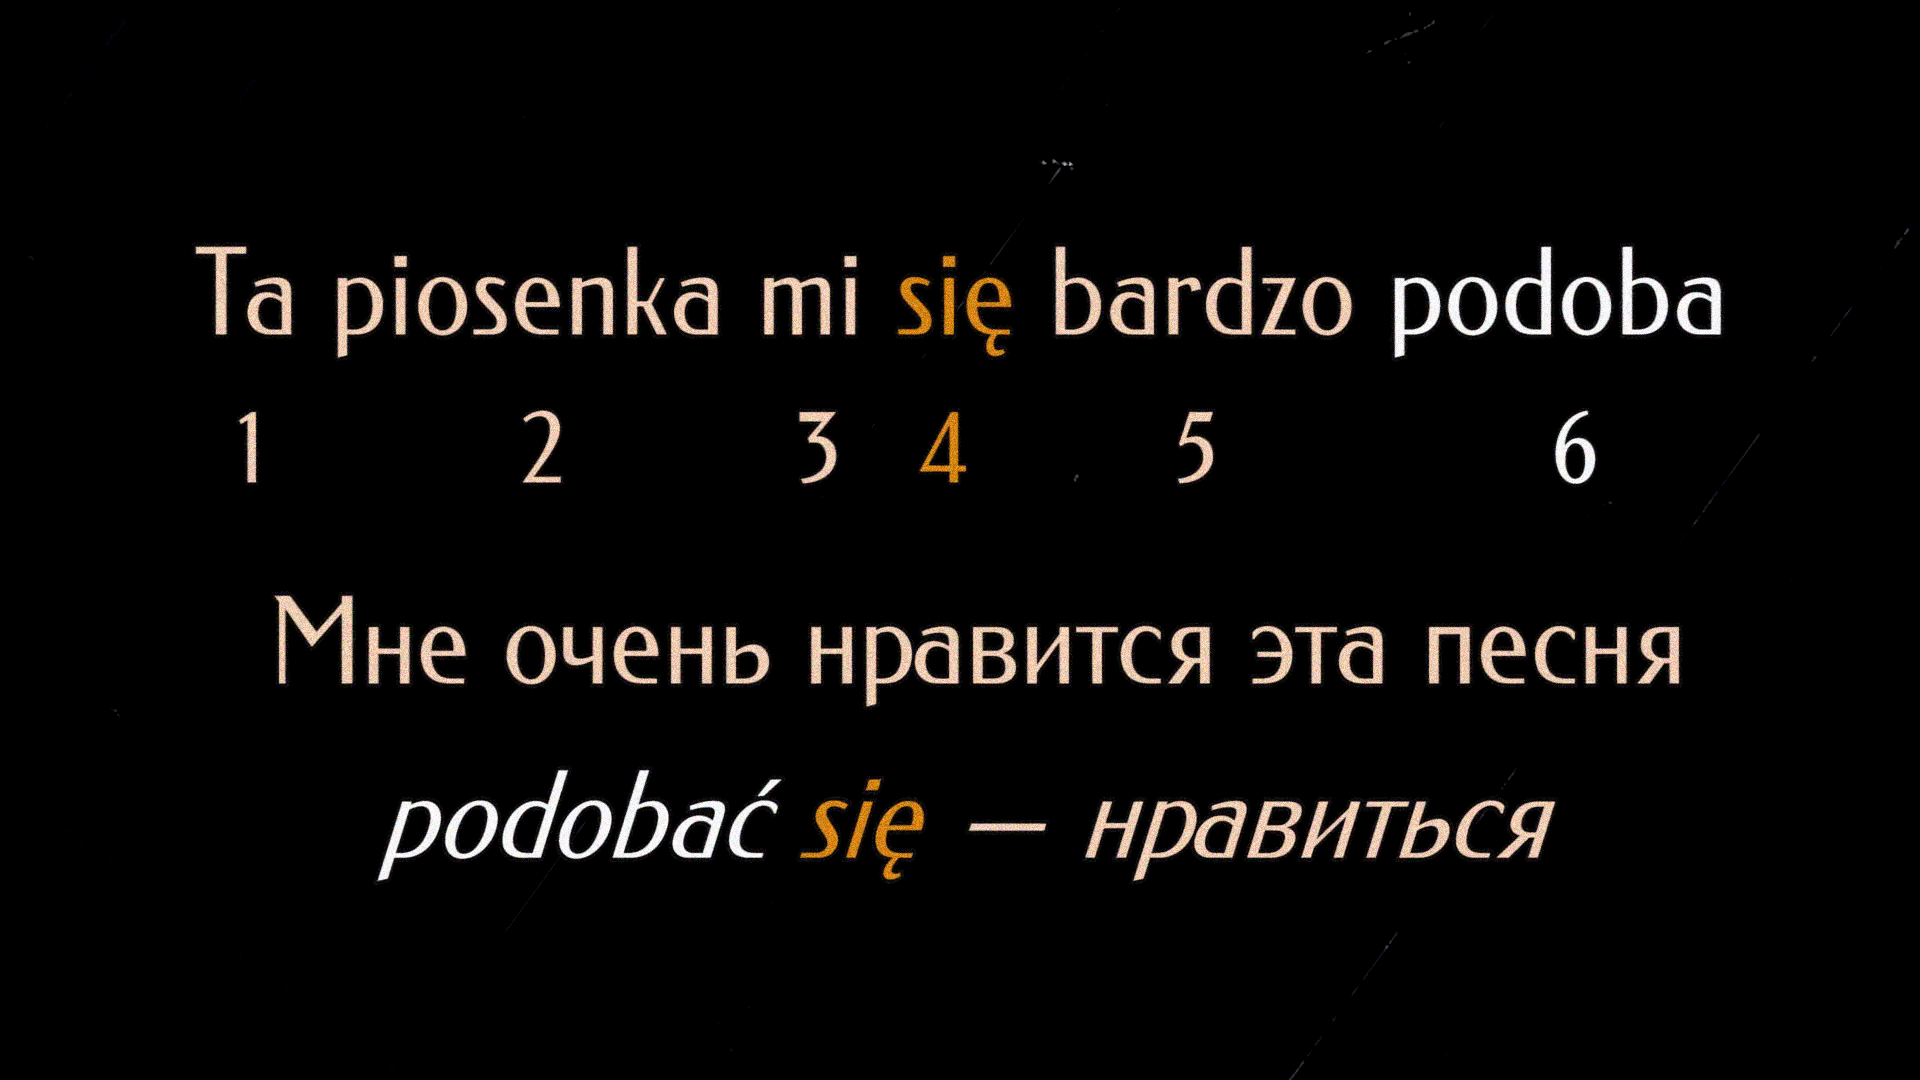 Ta piosenka mi się bardzo podoba
1 2 3 4 5 6
Мне очень нравится эта песня
podobać się — нравиться